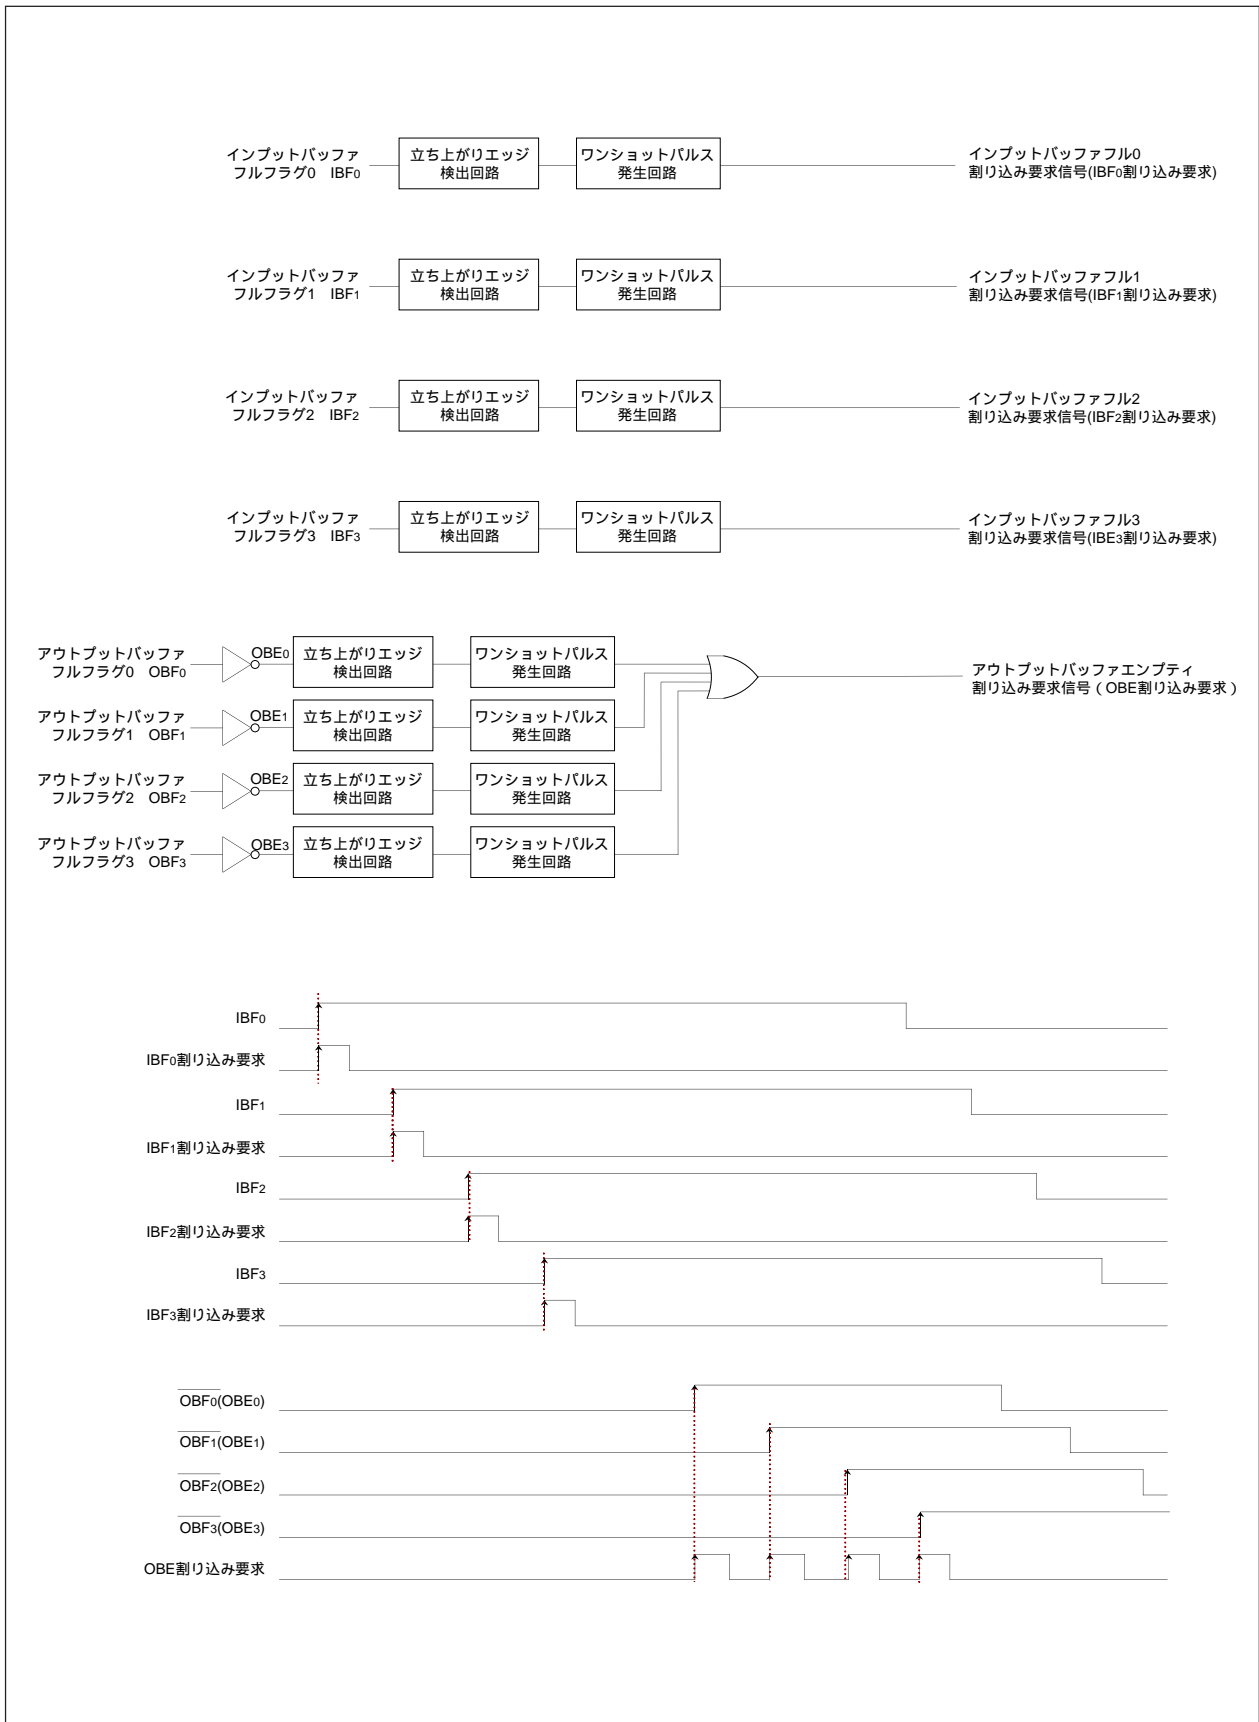 インプットバッファ
フルフラグ0 IBF0
立ち上がりエッジ
検出回路
ワンショットパルス
発生回路
インプットバッファフル0
割り込み要求信号(IBF0割り込み要求)
インプットバッファ
フルフラグ1 IBF1
立ち上がりエッジ
検出回路
ワンショットパルス
発生回路
インプットバッファフル1
割り込み要求信号(IBF1割り込み要求)
インプットバッファ
フルフラグ2 IBF2
立ち上がりエッジ
検出回路
ワンショットパルス
発生回路
インプットバッファフル2
割り込み要求信号(IBF2割り込み要求)
インプットバッファ
フルフラグ3 IBF3
立ち上がりエッジ
検出回路
ワンショットパルス
発生回路
インプットバッファフル3
割り込み要求信号(IBE3割り込み要求)
アウトプットバッファ
フルフラグ0 OBF0
OBE0
立ち上がりエッジ
検出回路
ワンショットパルス
発生回路
アウトプットバッファエンプティ
割り込み要求信号(OBE割り込み要求)
アウトプットバッファ
フルフラグ1 OBF1
OBE1
立ち上がりエッジ
検出回路
ワンショットパルス
発生回路
アウトプットバッファ
フルフラグ2 OBF2
OBE2
立ち上がりエッジ
検出回路
ワンショットパルス
発生回路
アウトプットバッファ
フルフラグ3 OBF3
OBE3
立ち上がりエッジ
検出回路
ワンショットパルス
発生回路
IBF0
IBF0割り込み要求
IBF1
IBF1割り込み要求
IBF2
IBF2割り込み要求
IBF3
IBF3割り込み要求
OBF0(OBE0)
OBF1(OBE1)
OBF2(OBE2)
OBF3(OBE3)
OBE割り込み要求